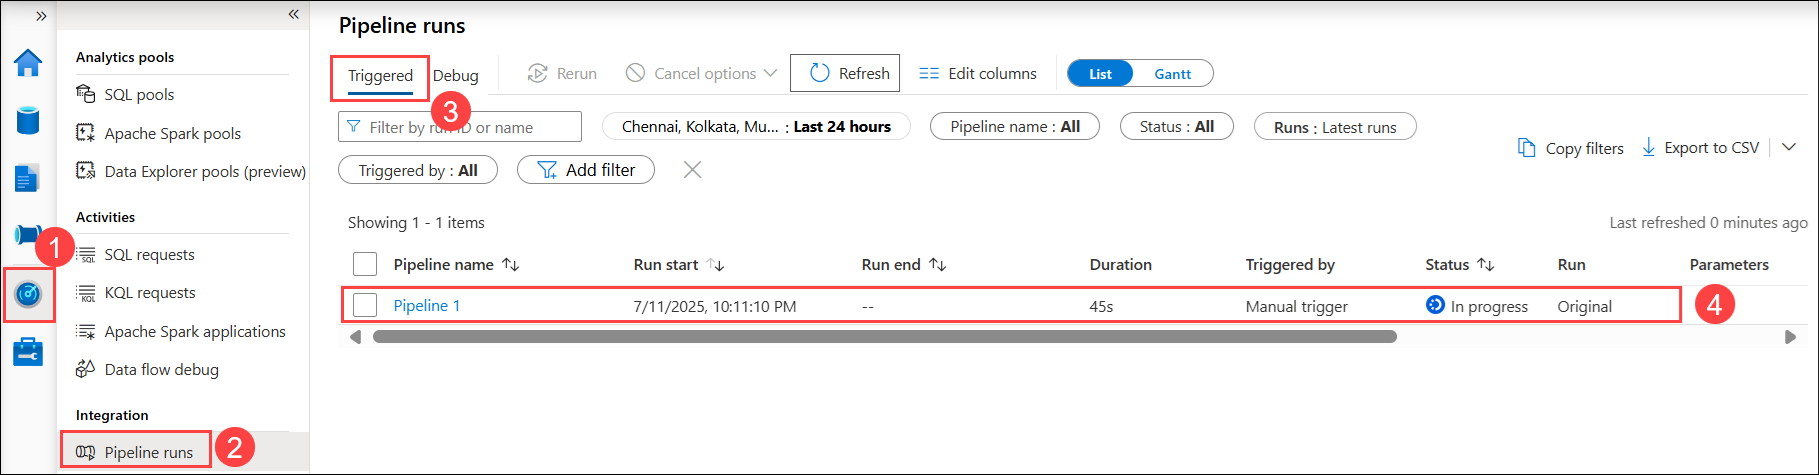 »
«
Analytics pools
SQL pools
Apache Spark pools
Data Explorer pools (preview)
Activities
1
SQL requests
KQL requests
Apache Spark applications
Data flow debug
Integration
Pipeline runs
2
Pipeline runs
Triggered Debug Rerun Cancel options Refresh Edit columns List Gantt
3
Filter by run ID or name Chennai, Kolkata, Mu... : Last 24 hours Pipeline name : All Status : All Runs : Latest runs
Copy filters Export to CSV
Triggered by : All Add filter
Showing 1 - 1 items Last refreshed 0 minutes ago
Pipeline name Run start Run end Duration Triggered by Status Run Parameters
Pipeline 1 7/11/2025, 10:11:10 PM -- 45s Manual trigger In progress Original
4